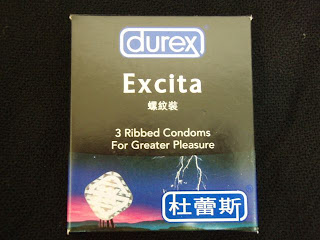 durex
Excita
螺紋裝
3 Ribbed Condoms
For Greater Pleasure
杜蕾斯